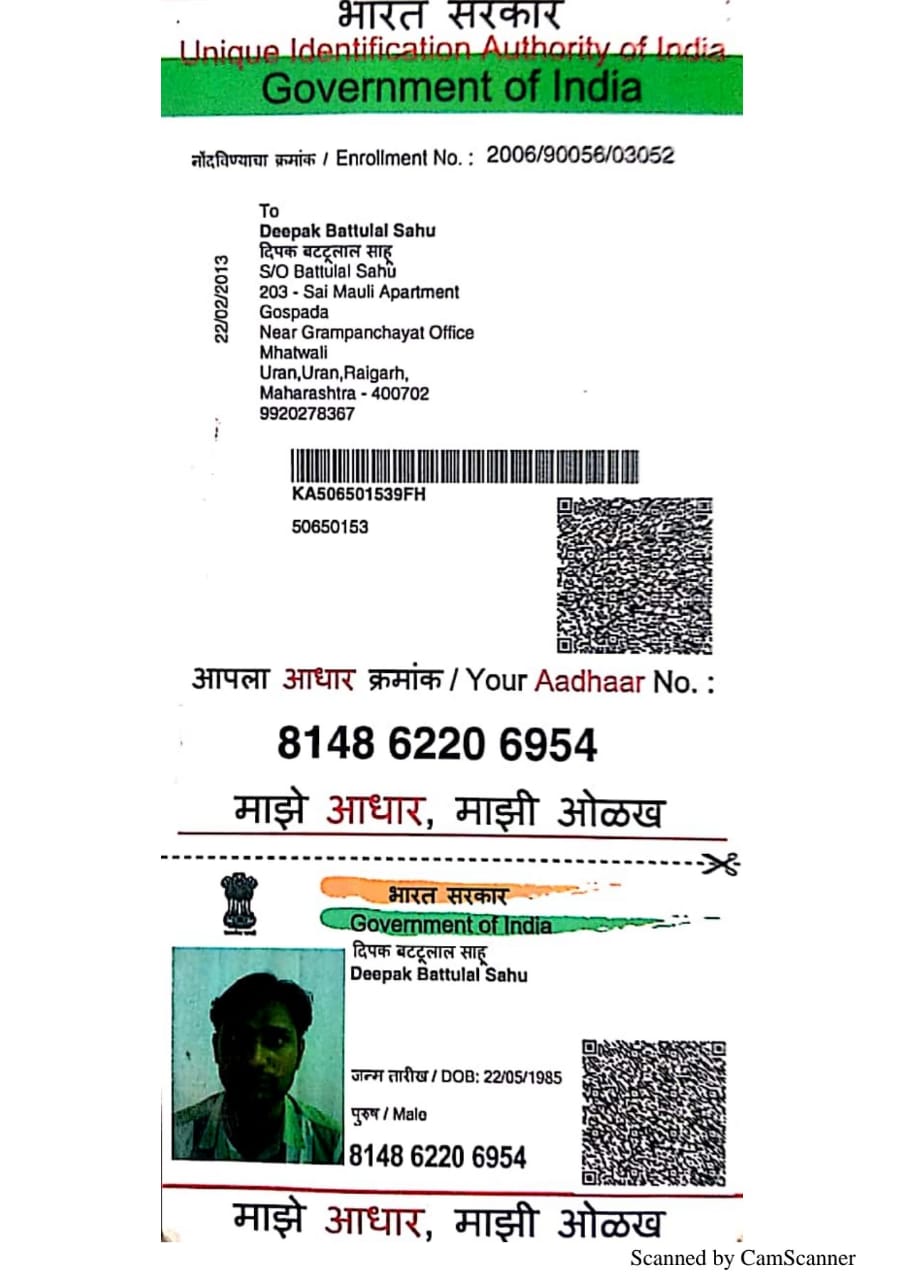 भारत सरकार
Unique Identification Authority of India
Government of India
नोंदविण्याचा क्रमांक / Enrollment No. : 2006/90056/03052
To
Deepak Battulal Sahu
दिपक बटटूलाल साहू
S/O Battulal Sahu
203 - Sai Mauli Apartment
Gospada
Near Grampanchayat Office
Mhatwali
Uran,Uran,Raigarh,
Maharashtra - 400702
9920278367
22/02/2013
KA506501539FH
50650153
आपला आधार क्रमांक / Your Aadhaar No. :
8148 6220 6954
माझे आधार, माझी ओळख
भारत सरकार
Government of India
दिपक बटटूलाल साहू
Deepak Battulal Sahu
जन्म तारीख / DOB: 22/05/1985
पुरुष / Male
8148 6220 6954
माझे आधार, माझी ओळख
Scanned by CamScanner